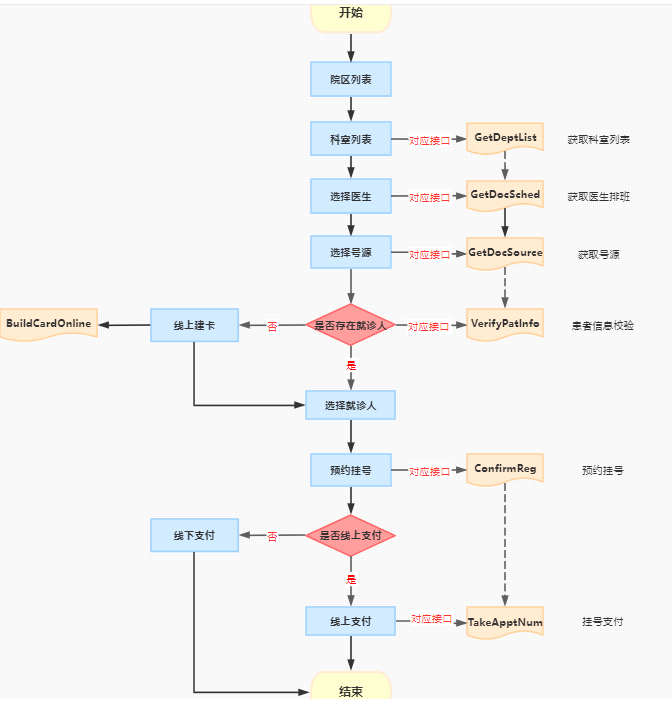 开始
院区列表
科室列表
对应接口
GetDeptList
获取科室列表
选择医生
对应接口
GetDocSched
获取医生排班
选择号源
对应接口
GetDocSource
获取号源
BuildCardOnline
线上建卡
否
是否存在就诊人
对应接口
VerifyPatInfo
患者信息校验
是
选择就诊人
预约挂号
对应接口
ConfirmReg
预约挂号
线下支付
否
是否线上支付
是
线上支付
对应接口
TakeApptNum
挂号支付
结束